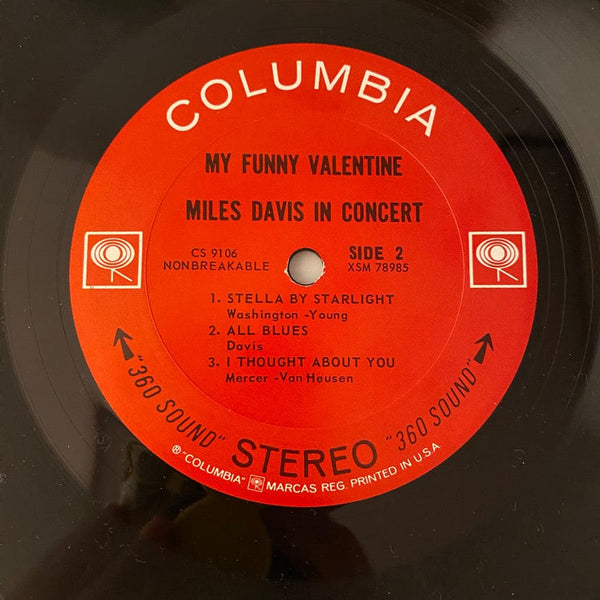 COLUMBIA
MY FUNNY VALENTINE
MILES DAVIS IN CONCERT
CS 9106
NONBREAKABLE
SIDE 2
XSM 78985
1. STELLA BY STARLIGHT
Washington -Young
2. ALL BLUES
Davis
3. I THOUGHT ABOUT YOU
Mercer -Van Heusen
"360 SOUND" STEREO "360 SOUND"
® "COLUMBIA" MARCAS REG. PRINTED IN U.S.A.